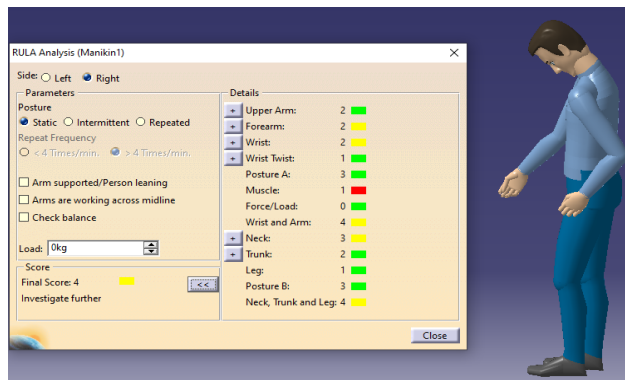 RULA Analysis (Manikin1)
Side: Left Right
Parameters
Posture
Static Intermittent Repeated
Repeat Frequency
< 4 Times/min. > 4 Times/min.
Arm supported/Person leaning
Arms are working across midline
Check balance
Load: 0kg
Score
Final Score: 4
<<
Investigate further
Details
+ Upper Arm: 2
+ Forearm: 2
+ Wrist: 2
+ Wrist Twist: 1
Posture A: 3
Muscle: 1
Force/Load: 0
Wrist and Arm: 4
+ Neck: 3
+ Trunk: 2
Leg: 1
Posture B: 3
Neck, Trunk and Leg: 4
Close